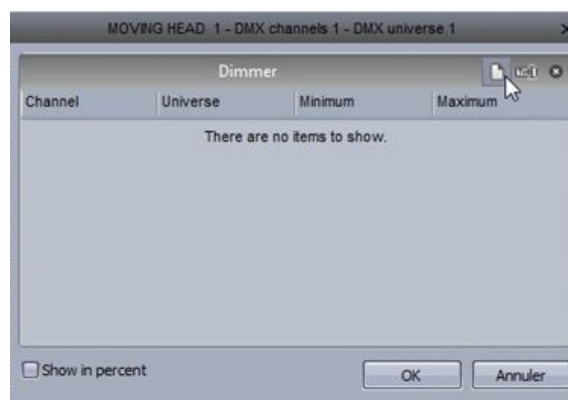 MOVING HEAD 1 - DMX channels 1 - DMX universe 1
Dimmer
Channel Universe Minimum Maximum
There are no items to show.
Show in percent
OK Annuler